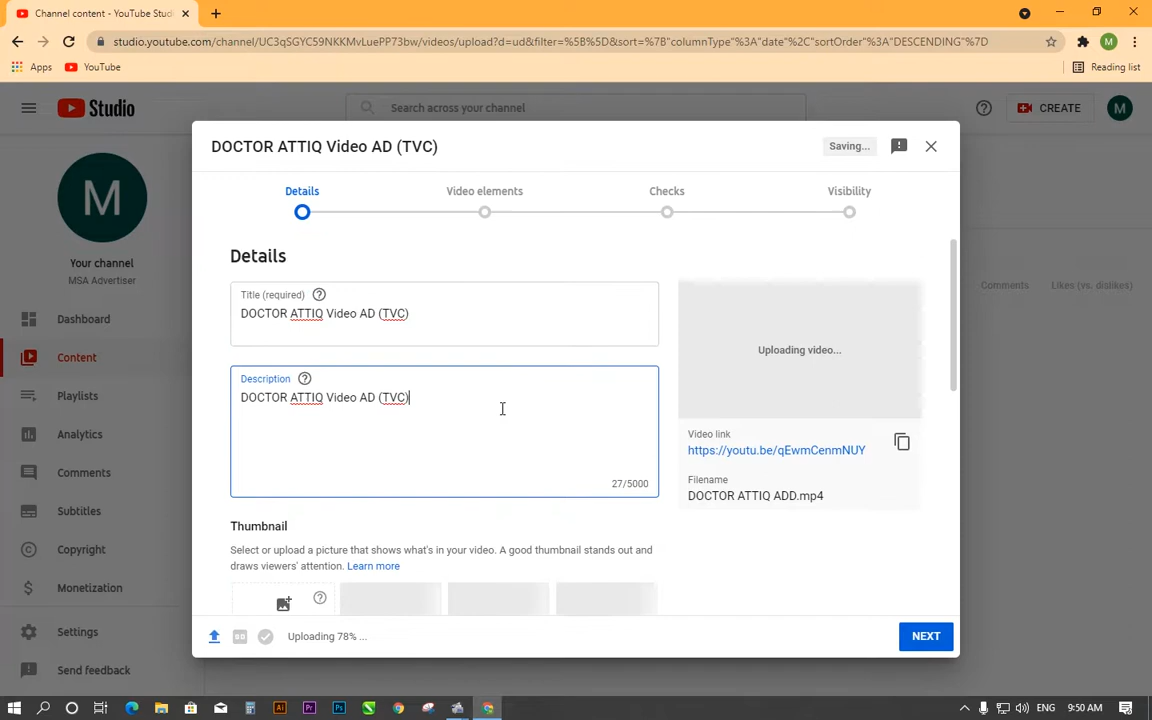 Channel content - YouTube Studi
studio.youtube.com/channel/UC3qSGYC59NKKMvLuePP73bw/videos/upload?d=ud&filter=%5B%5D&sort=%7B"columnType"%3A"date"%2C"sortOrder"%3A"DESCENDING"%7D
M
Apps
YouTube
Reading list
Studio
Search across your channel
CREATE
M
M
Your channel
MSA Advertiser
Dashboard
Content
Playlists
Analytics
Comments
Subtitles
Copyright
Monetization
Settings
Send feedback
Comments
Likes (vs. dislikes)
DOCTOR ATTIQ Video AD (TVC)
Saving...
Details
Video elements
Checks
Visibility
Details
Title (required)
DOCTOR ATTIQ Video AD (TVC)
Description
DOCTOR ATTIQ Video AD (TVC)
27/5000
Uploading video...
Video link
https://youtu.be/qEwmCenmNUY
Filename
DOCTOR ATTIQ ADD.mp4
Thumbnail
Select or upload a picture that shows what's in your video. A good thumbnail stands out and
draws viewers' attention. Learn more
Uploading 78% ...
NEXT
Ai
Pr
Ps
ENG
9:50 AM